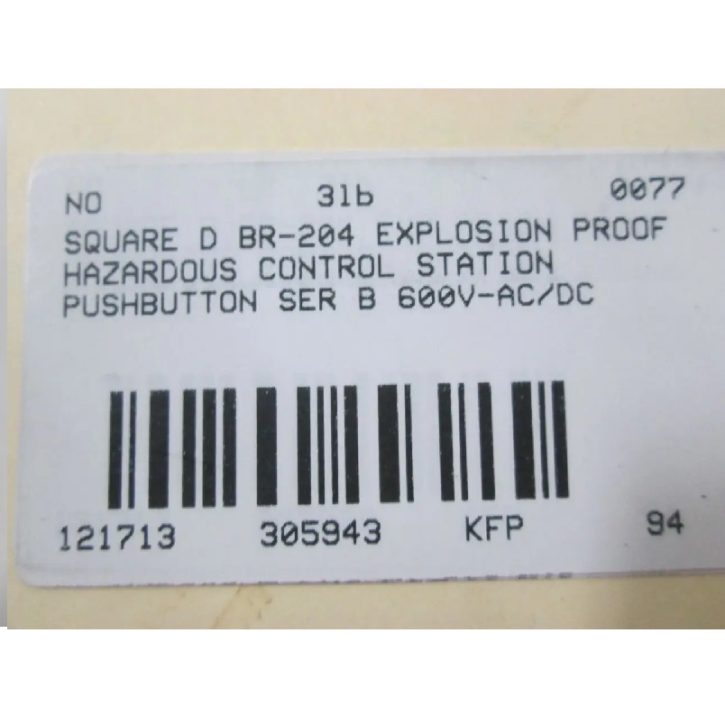 NO 31b 0077
SQUARE D BR-204 EXPLOSION PROOF
HAZARDOUS CONTROL STATION
PUSHBUTTON SER B 600V-AC/DC
121713 305943 KFP 94